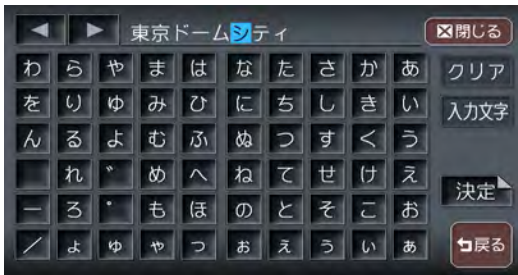 ◀ ▶ 東京ドームシティ ×閉じる
わ ら や ま は な た さ か あ クリア
を り ゆ み ひ に ち し き い 入力文字
ん る よ む ふ ぬ つ す く う
れ ゛ め へ ね て せ け え 決定
ー ろ ゜ も ほ の と そ こ お
／ ょ ゅ ゃ っ ぉ ぇ ぅ ぃ ぁ 戻る